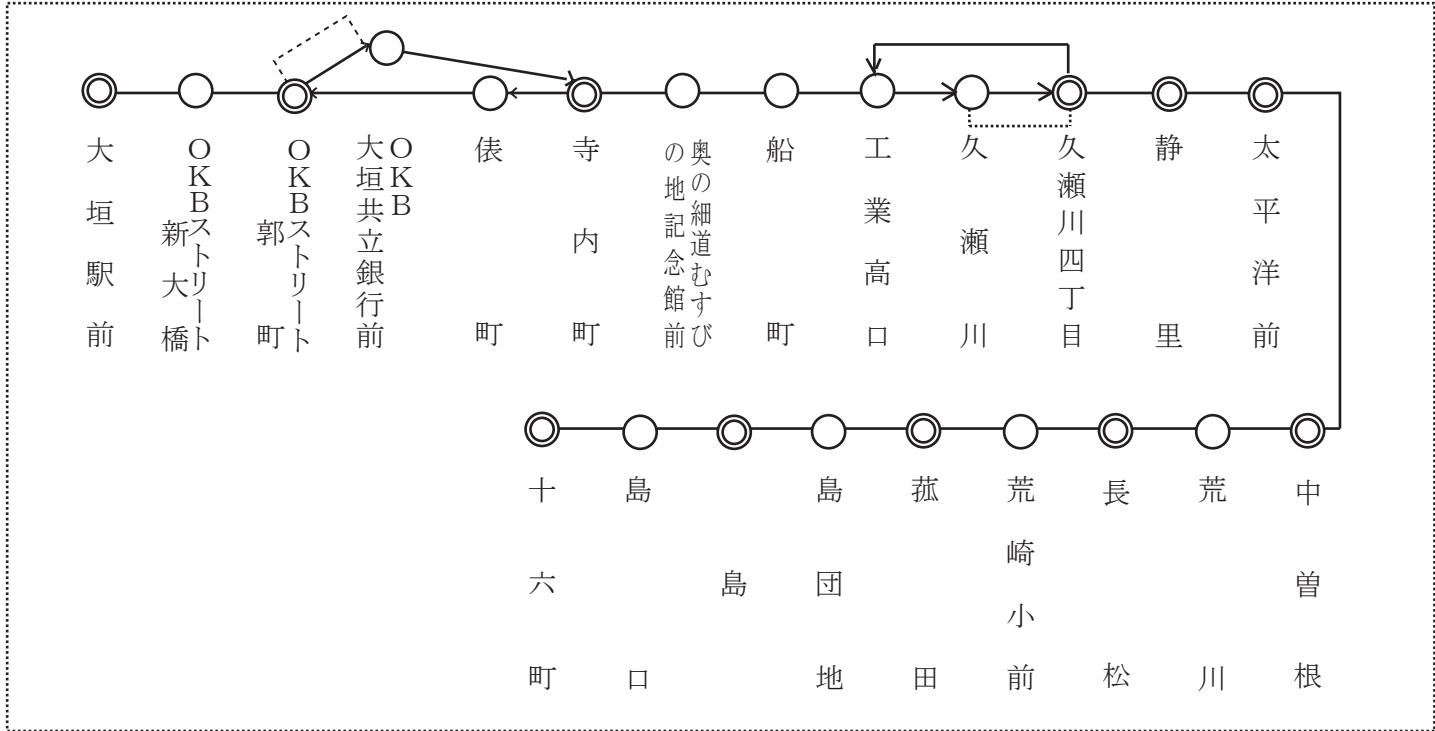 大垣駅前
OKBストリート
新大橋
OKBストリート
郭町
OKB
大垣共立銀行前
俵町
寺内町
奥の細道むすび
の地記念館前
船町
工業高口
久瀬川
久瀬川四丁目
静里
太平洋前
十六町
島口
島
島団地
菰田
荒崎小前
長松
荒川
中曽根